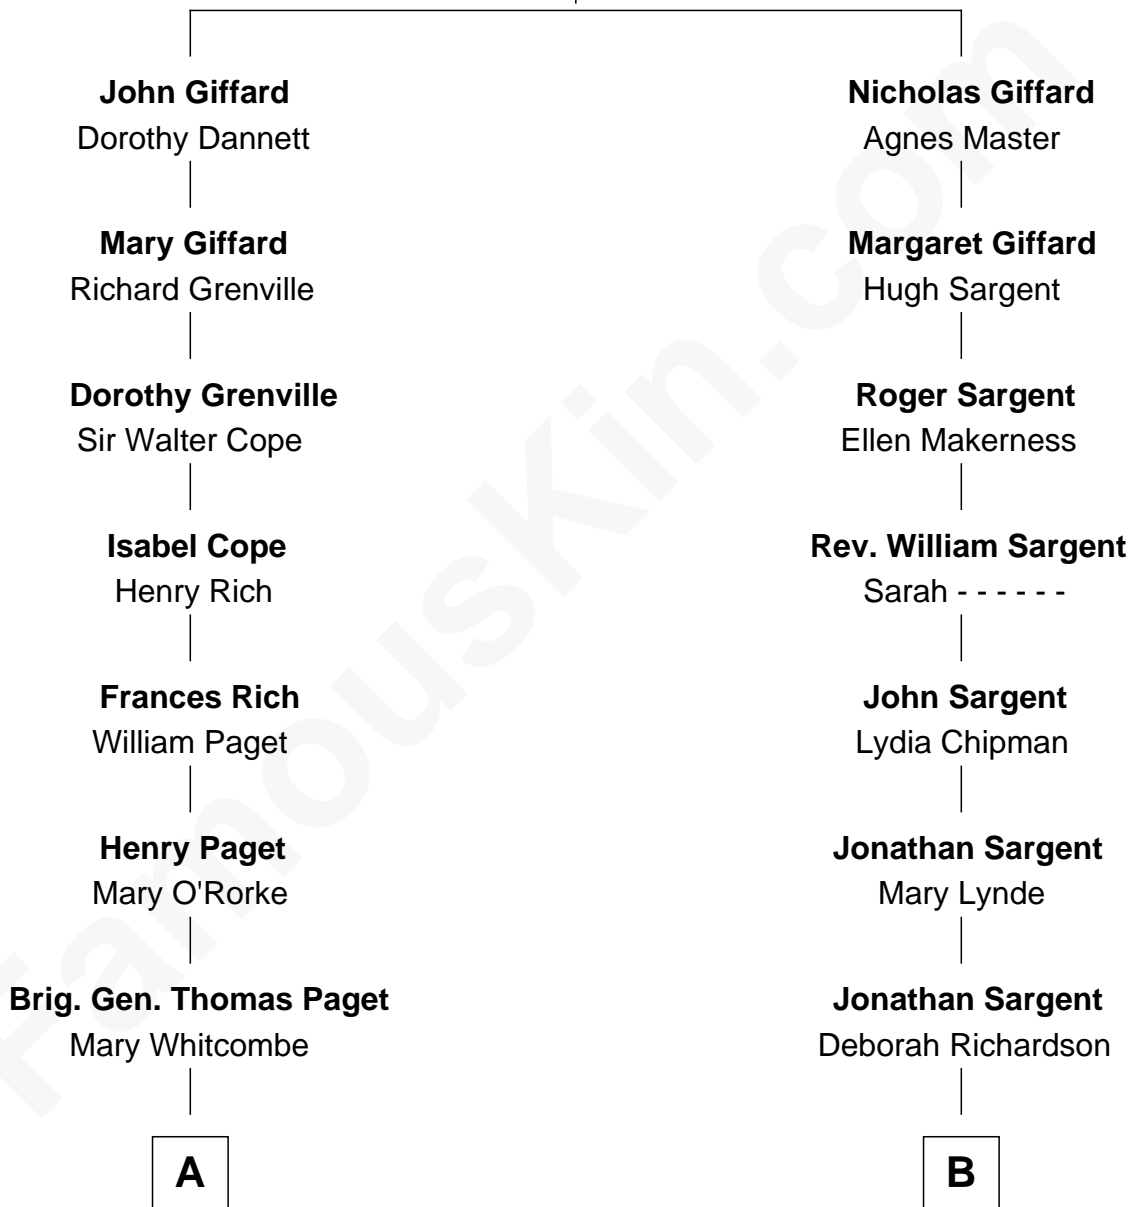 John Giffard
Dorothy Dannett
Nicholas Giffard
Agnes Master
Mary Giffard
Richard Grenville
Margaret Giffard
Hugh Sargent
Dorothy Grenville
Sir Walter Cope
Roger Sargent
Ellen Makerness
Isabel Cope
Henry Rich
Rev. William Sargent
Sarah - - - - - -
Frances Rich
William Paget
John Sargent
Lydia Chipman
Henry Paget
Mary O'Rorke
Jonathan Sargent
Mary Lynde
Brig. Gen. Thomas Paget
Mary Whitcombe
Jonathan Sargent
Deborah Richardson
A
B
FamousKin.com